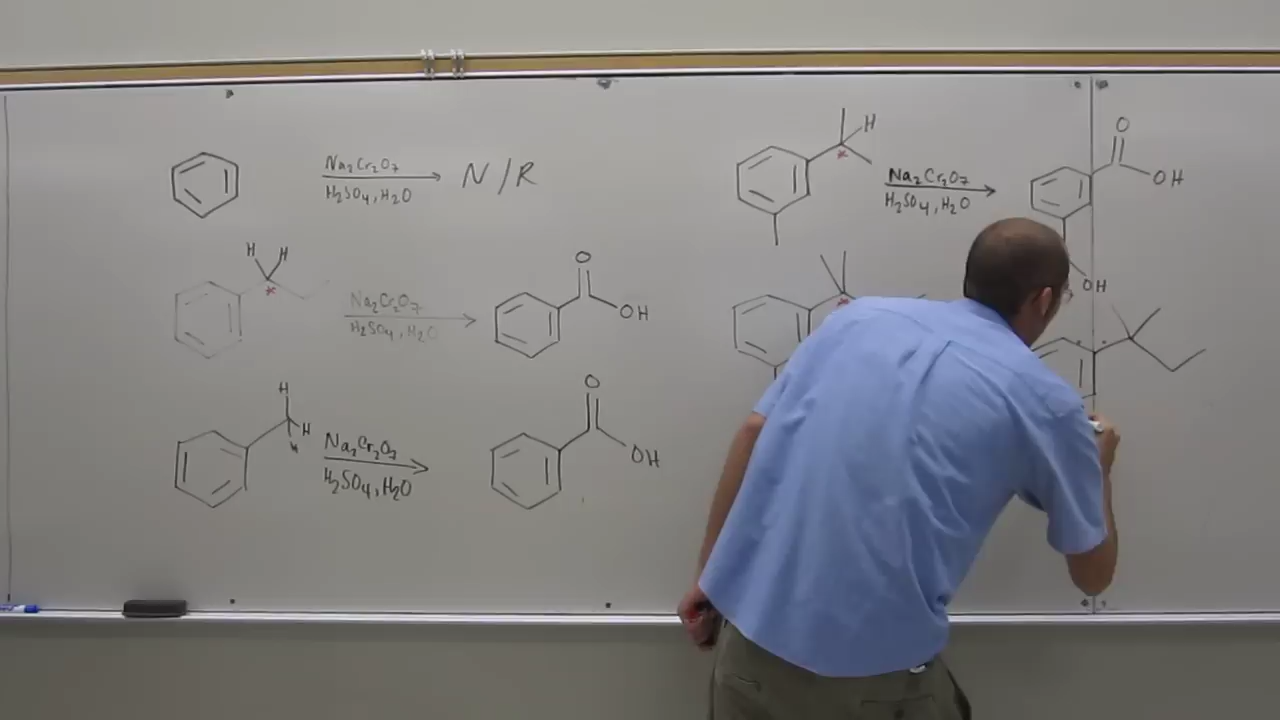 Na₂Cr₂O₇
H₂SO₄, H₂O
N/R
H H
*
Na₂Cr₂O₇
H₂SO₄, H₂O
O
OH
H
H
H
Na₂Cr₂O₇
H₂SO₄, H₂O
O
OH
H
*
Na₂Cr₂O₇
H₂SO₄, H₂O
O
OH
OH
*